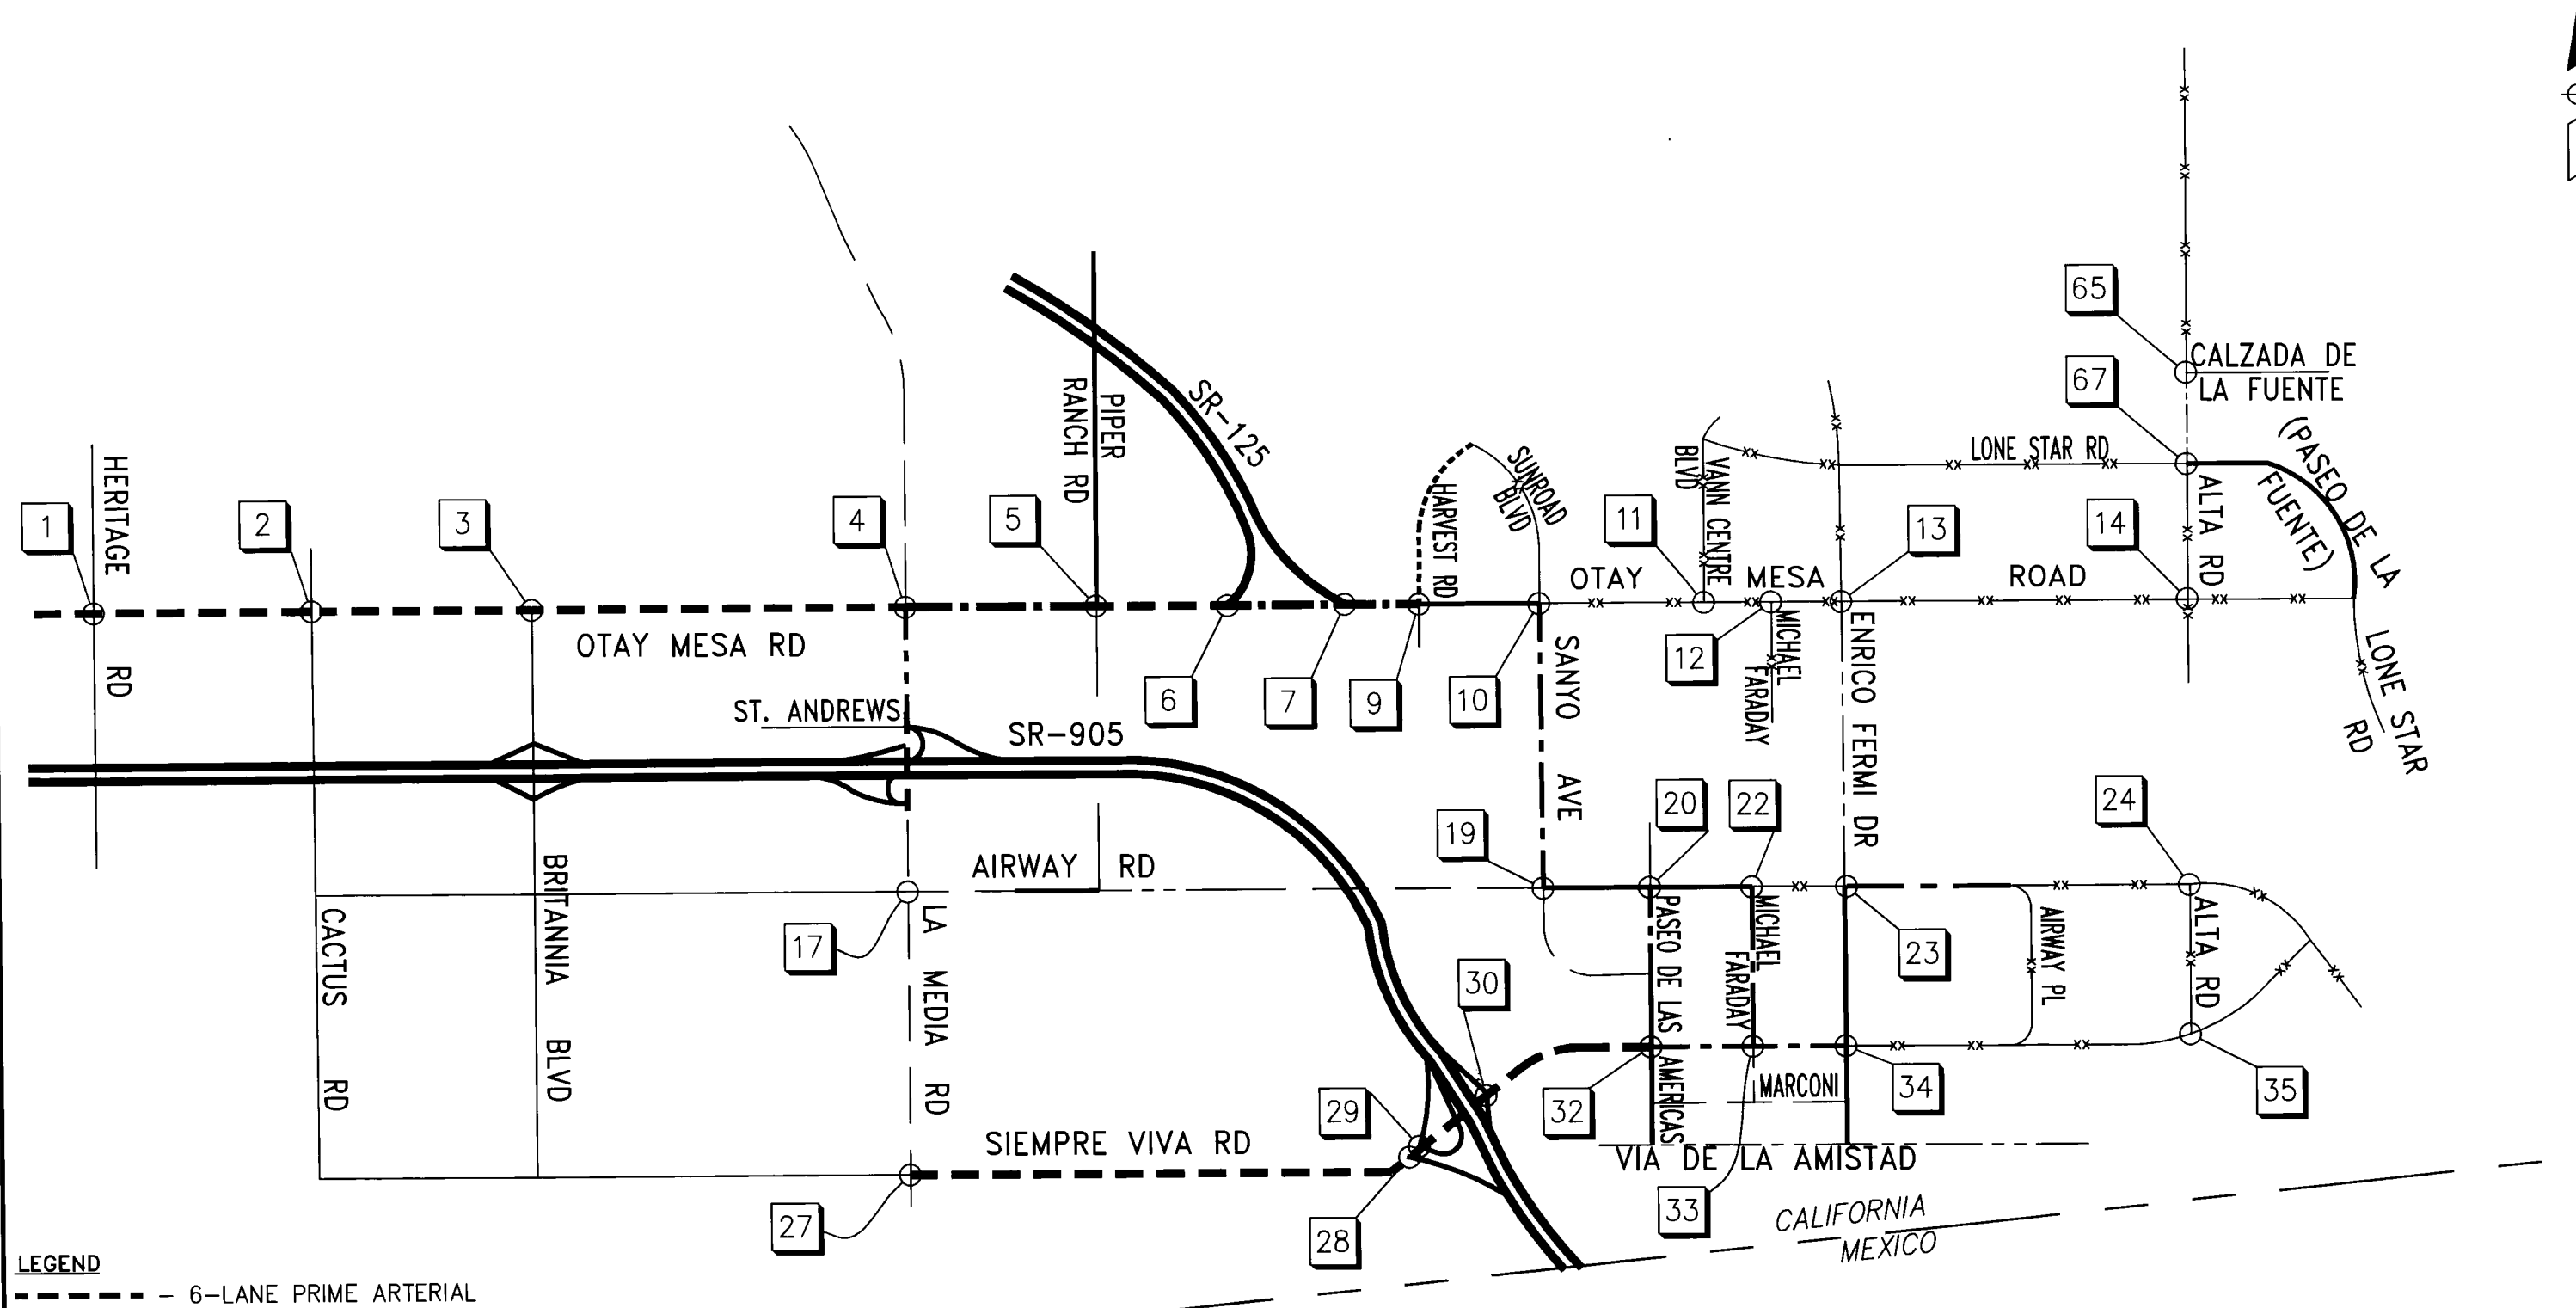 65
CALZADA DE
LA FUENTE
67
(PASEO DE LA
FUENTE)
LONE STAR RD
SR-125
PIPER
RANCH RD
HERITAGE
RD
1
2
3
4
5
HARVEST RD
SUNROAD
BLVD
11
VANN CENTRE
BLVD
13
14
ALTA RD
OTAY MESA ROAD
OTAY MESA RD
6
7
9
10
12
MICHAEL
FARADAY
SANYO AVE
ENRICO FERMI DR
LONE STAR
RD
ST. ANDREWS
SR-905
19
20
22
24
AIRWAY RD
BRITANNIA BLVD
CACTUS RD
LA MEDIA RD
17
PASEO DE LAS AMERICAS
MICHAEL
FARADAY
23
AIRWAY PL
ALTA RD
30
29
32
MARCONI
34
35
SIEMPRE VIVA RD
VIA DE LA AMISTAD
27
28
33
CALIFORNIA
MEXICO
LEGEND
– 6-LANE PRIME ARTERIAL